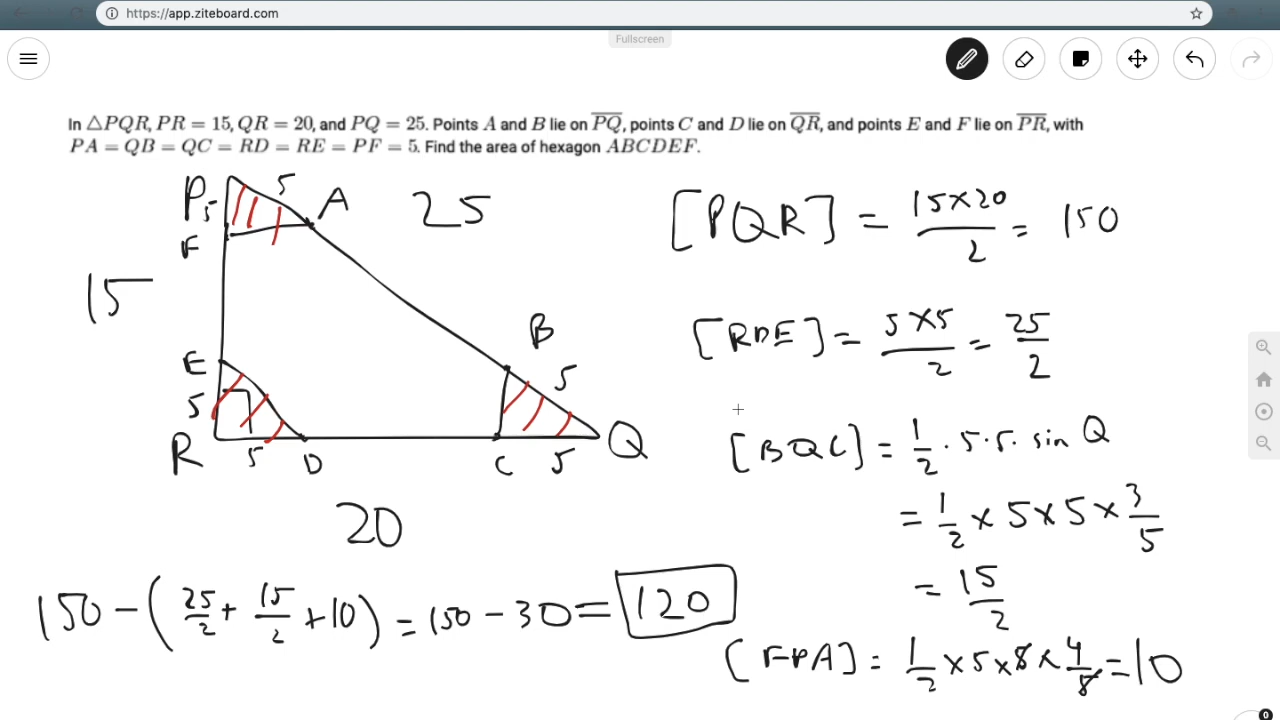 https://app.ziteboard.com
Fullscreen
In △PQR, PR = 15, QR = 20, and PQ = 25. Points A and B lie on PQ, points C and D lie on QR, and points E and F lie on PR, with
PA = QB = QC = RD = RE = PF = 5. Find the area of hexagon ABCDEF.
P 5 5 A 25
F
15
B
E 5
5
R 5 D C 5 Q
20
[PQR] = 15×20/2 = 150
[RDE] = 5×5/2 = 25/2
[BQC] = 1/2 · 5 · 5 · sin Q
= 1/2 × 5 × 5 × 3/5
= 15/2
[FPA] = 1/2 × 5 × 5 × 4/5 = 10
150 − (25/2 + 15/2 + 10) = 150 − 30 = 120
0